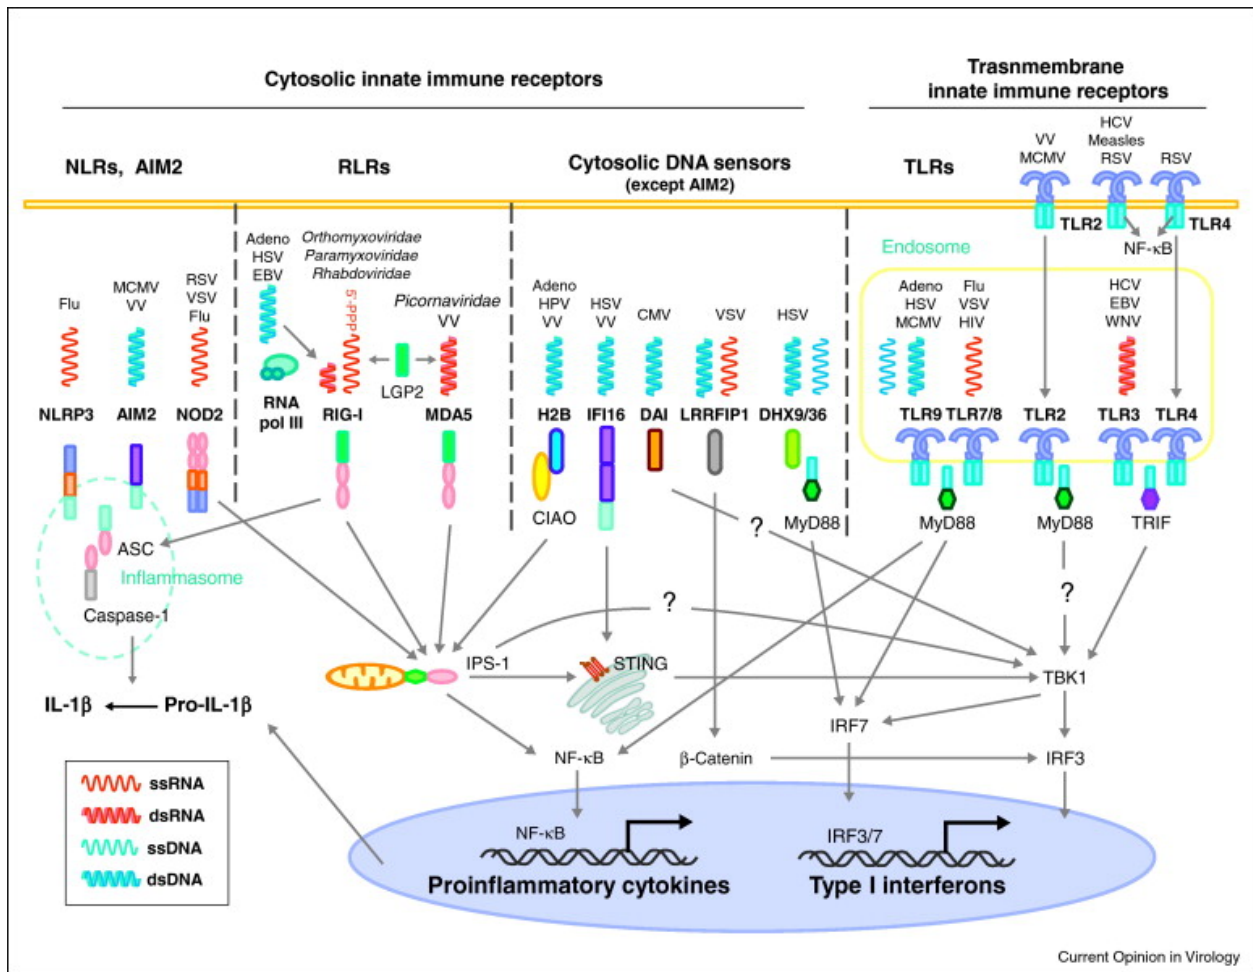 Cytosolic innate immune receptors
Trasnmembrane
innate immune receptors
NLRs, AIM2
RLRs
Cytosolic DNA sensors
(except AIM2)
TLRs
VV
MCMV
HCV
Measles
RSV
RSV
TLR2
TLR4
NF-κB
Endosome
Flu
MCMV
VV
RSV
VSV
Flu
Adeno
HSV
EBV
Orthomyxoviridae
Paramyxoviridae
Rhabdoviridae
5'-PPP
Picornaviridae
VV
LGP2
Adeno
HPV
VV
HSV
VV
CMV
VSV
HSV
Adeno
HSV
MCMV
Flu
VSV
HIV
HCV
EBV
WNV
NLRP3
AIM2
NOD2
RNA
pol III
RIG-I
MDA5
H2B
IFI16
DAI
LRRFIP1
DHX9/36
TLR9
TLR7/8
TLR2
TLR3
TLR4
CIAO
MyD88
MyD88
MyD88
TRIF
ASC
Inflammasome
Caspase-1
?
?
?
IPS-1
STING
TBK1
IL-1β
Pro-IL-1β
IRF7
NF-κB
β-Catenin
IRF3
ssRNA
dsRNA
ssDNA
dsDNA
NF-κB
IRF3/7
Proinflammatory cytokines
Type I interferons
Current Opinion in Virology